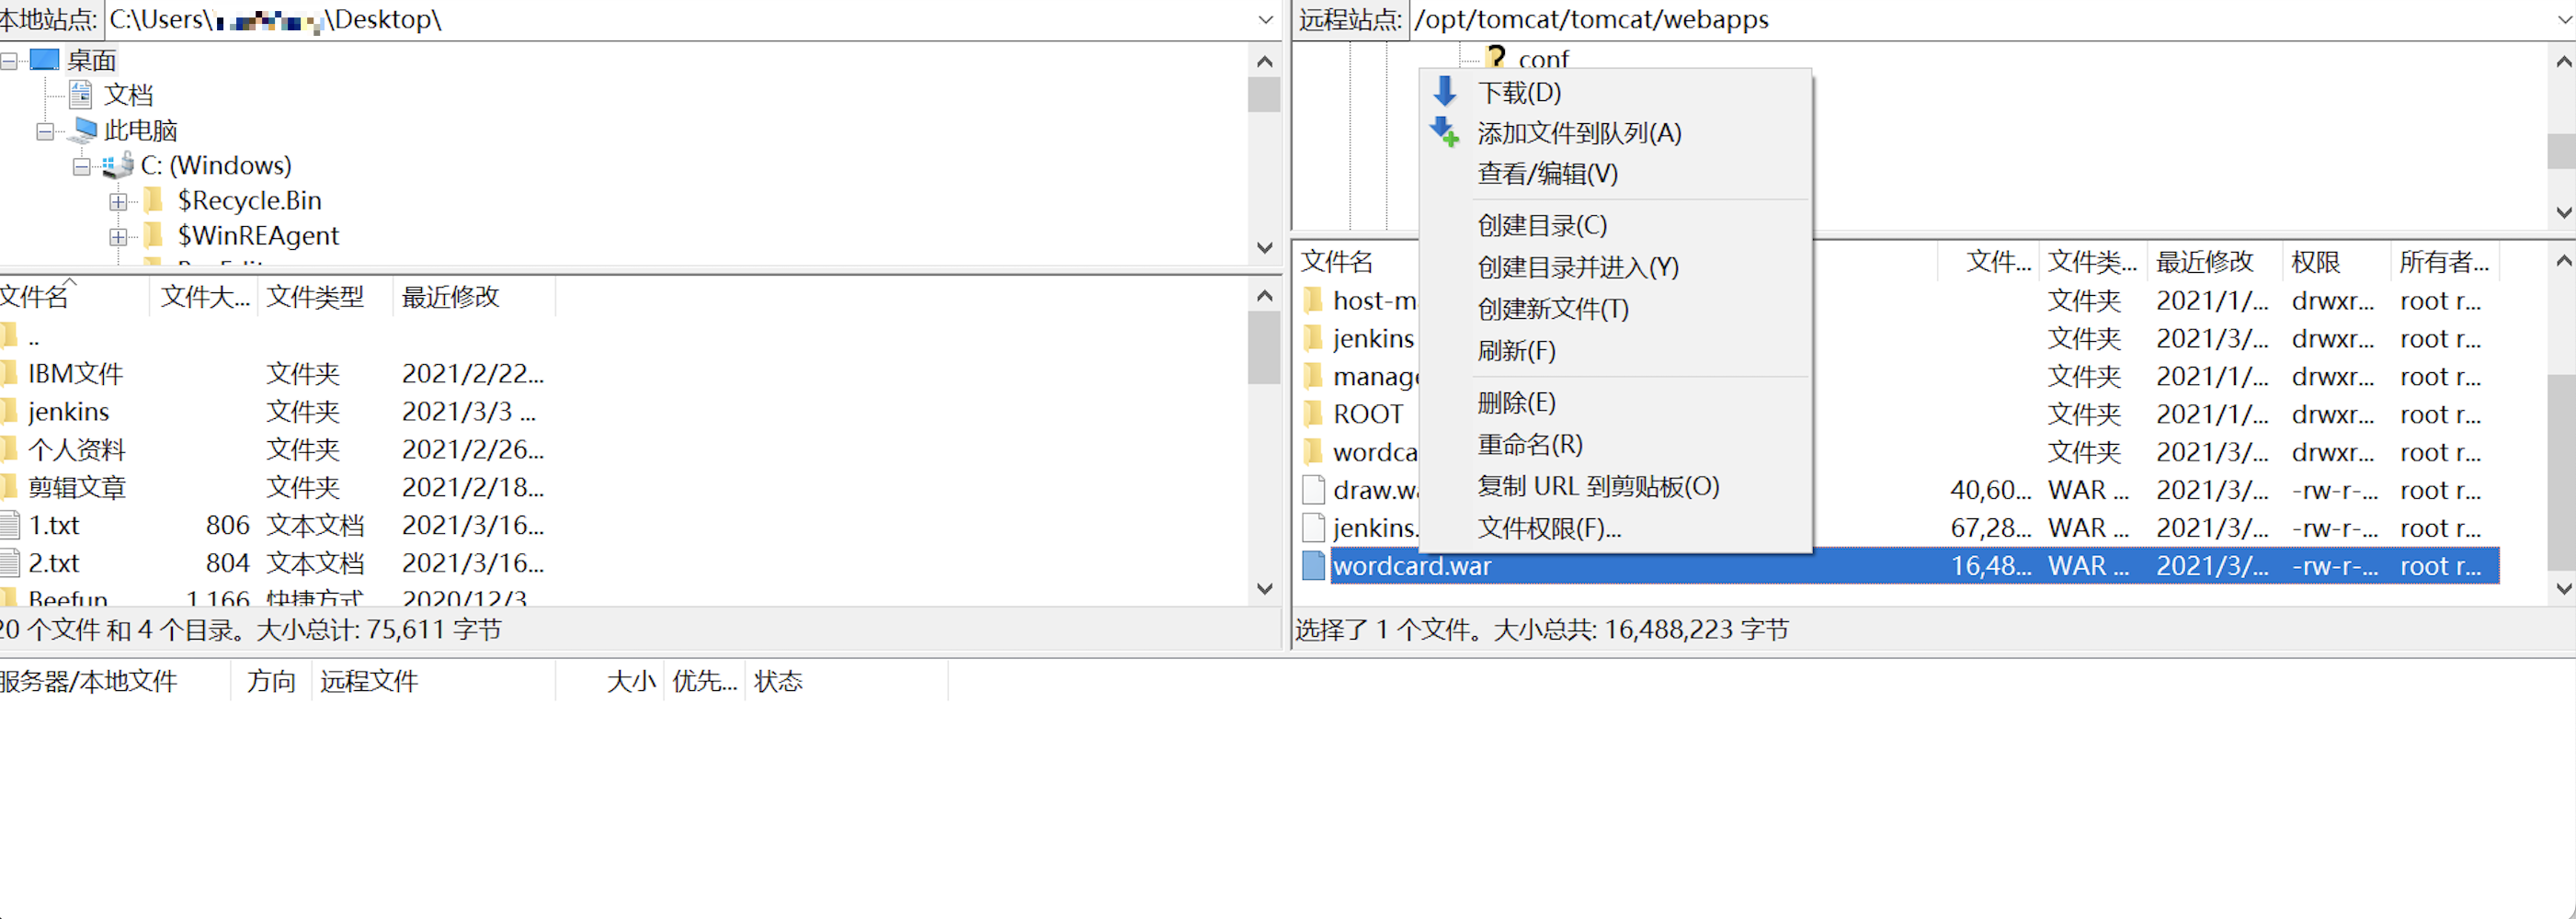 本地站点: C:\Users\ \Desktop\
桌面
文档
此电脑
C: (Windows)
$Recycle.Bin
$WinREAgent
文件名 文件大... 文件类型 最近修改
..
IBM文件 文件夹 2021/2/22...
jenkins 文件夹 2021/3/3 ...
个人资料 文件夹 2021/2/26...
剪辑文章 文件夹 2021/2/18...
1.txt 806 文本文档 2021/3/16...
2.txt 804 文本文档 2021/3/16...
Beefun 1,166 快捷方式 2020/12/3
20 个文件 和 4 个目录。大小总计: 75,611 字节
远程站点: /opt/tomcat/tomcat/webapps
conf
下载(D)
添加文件到队列(A)
查看/编辑(V)
创建目录(C)
创建目录并进入(Y)
创建新文件(T)
刷新(F)
删除(E)
重命名(R)
复制 URL 到剪贴板(O)
文件权限(F)...
文件名 文件... 文件类... 最近修改 权限 所有者...
host-m 文件夹 2021/1/... drwxr... root r...
jenkins 文件夹 2021/3/... drwxr... root r...
manage 文件夹 2021/1/... drwxr... root r...
ROOT 文件夹 2021/1/... drwxr... root r...
wordca 文件夹 2021/3/... drwxr... root r...
draw.wa 40,60... WAR ... 2021/3/... -rw-r-... root r...
jenkins. 67,28... WAR ... 2021/3/... -rw-r-... root r...
wordcard.war 16,48... WAR ... 2021/3/... -rw-r-... root r...
选择了 1 个文件。大小总共: 16,488,223 字节
服务器/本地文件 方向 远程文件 大小 优先... 状态